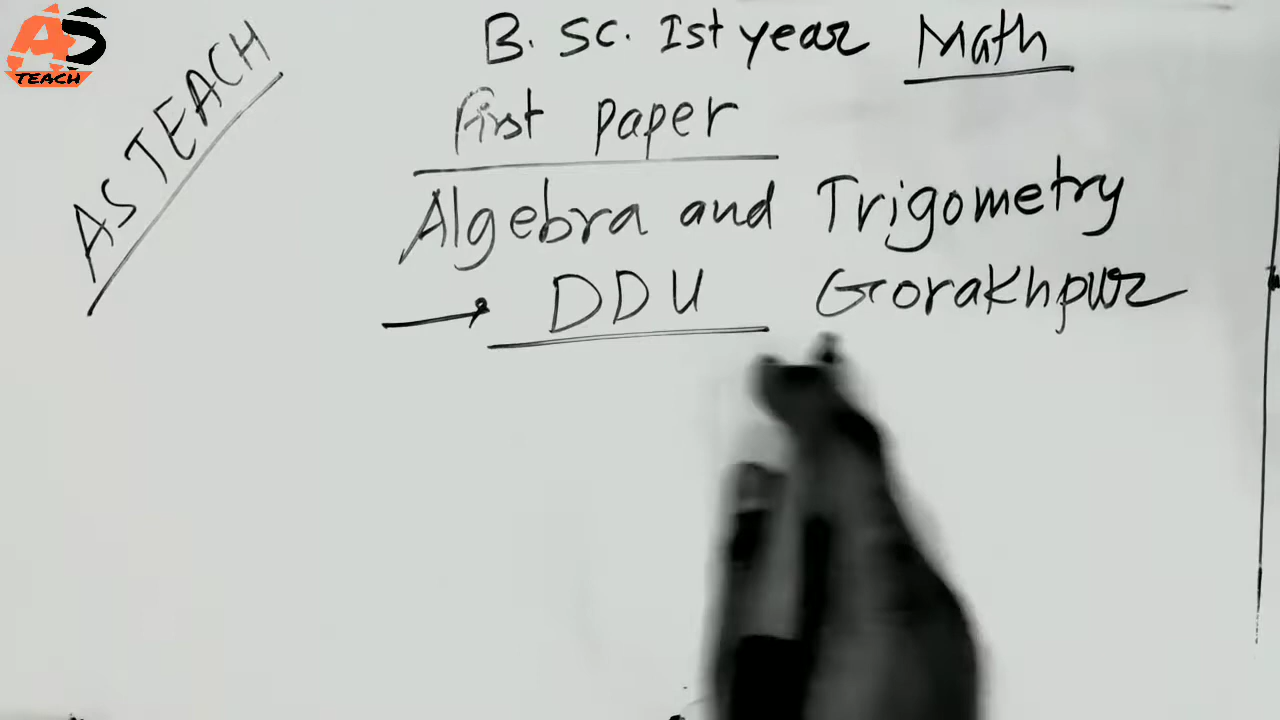 AS
TEACH
AS TEACH
B. SC. Ist year Math
First paper
Algebra and Trigometry
→ DDU Gorakhpur